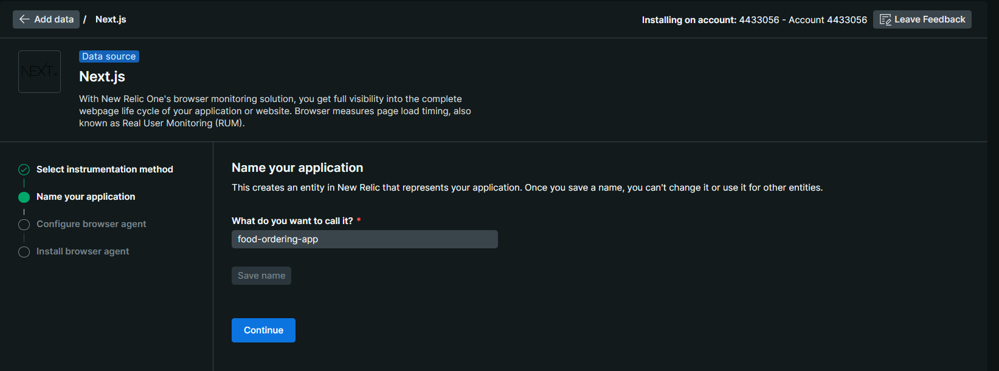 Add data / Next.js
Installing on account: 4433056 - Account 4433056
Leave Feedback
NEXT.JS
Data source
Next.js
With New Relic One's browser monitoring solution, you get full visibility into the complete
webpage life cycle of your application or website. Browser measures page load timing, also
known as Real User Monitoring (RUM).
Select instrumentation method
Name your application
Configure browser agent
Install browser agent
Name your application
This creates an entity in New Relic that represents your application. Once you save a name, you can't change it or use it for other entities.
What do you want to call it? *
food-ordering-app
Save name
Continue